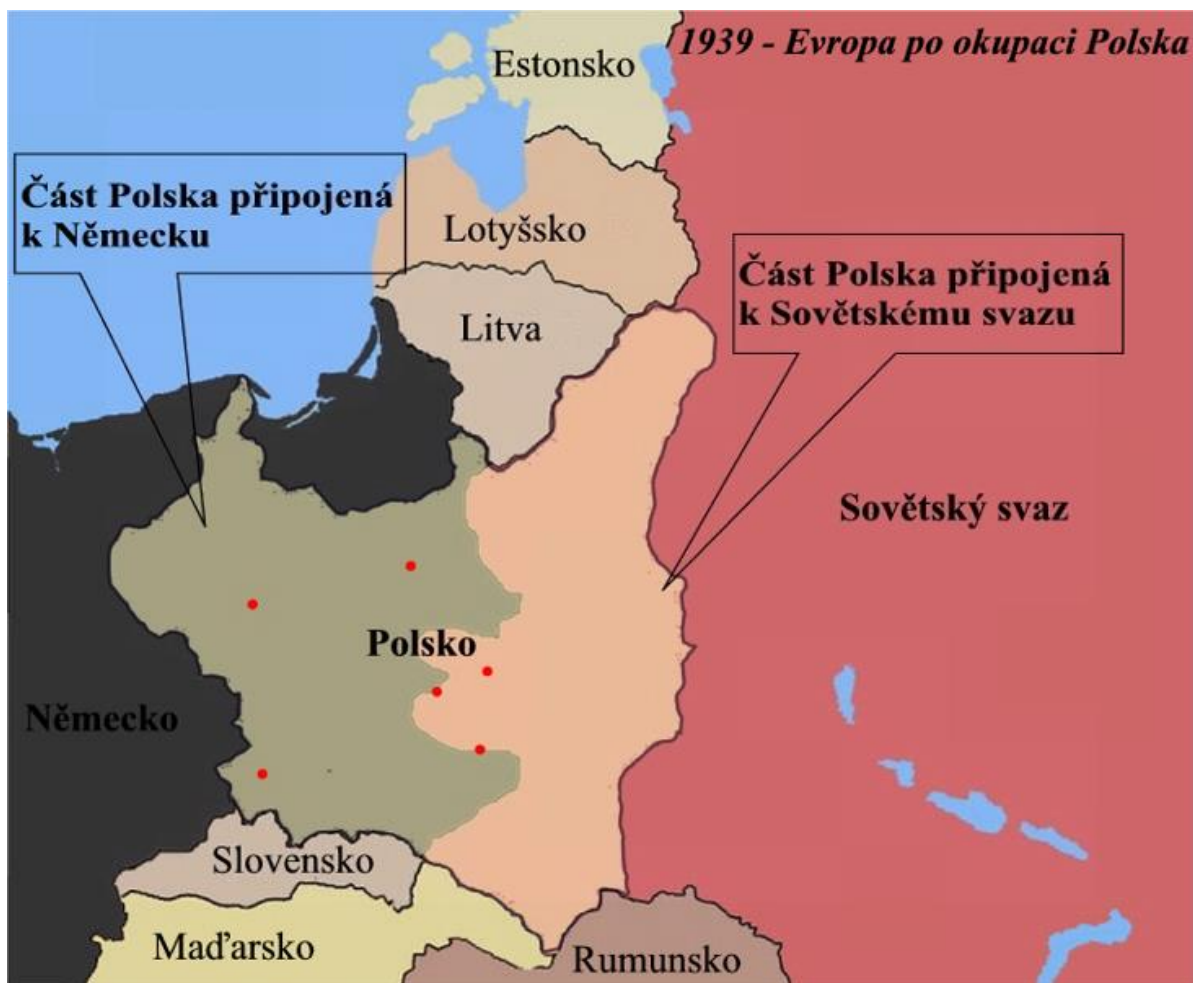 1939 - Evropa po okupaci Polska
Estonsko
Část Polska připojená
k Německu
Lotyšsko
Část Polska připojená
k Sovětskému svazu
Litva
Sovětský svaz
Polsko
Německo
Slovensko
Maďarsko
Rumunsko